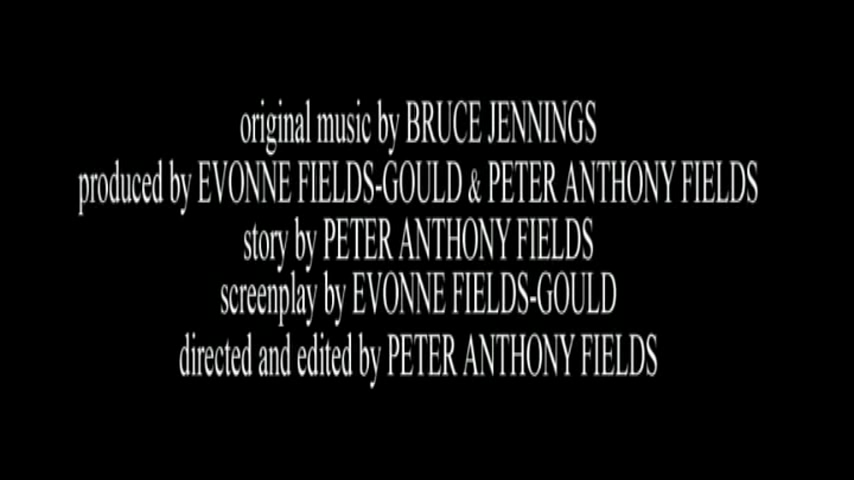 original music by BRUCE JENNINGS
produced by EVONNE FIELDS-GOULD & PETER ANTHONY FIELDS
story by PETER ANTHONY FIELDS
screenplay by EVONNE FIELDS-GOULD
directed and edited by PETER ANTHONY FIELDS